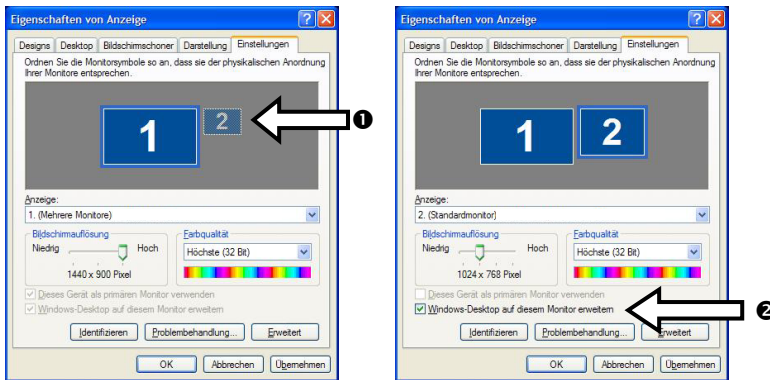 Eigenschaften von Anzeige
Designs Desktop Bildschirmschoner Darstellung Einstellungen
Ordnen Sie die Monitorsymbole so an, dass sie der physikalischen Anordnung
Ihrer Monitore entsprechen.
1
2
❶
Anzeige:
1. (Mehrere Monitore)
Bildschirmauflösung
Niedrig Hoch
1440 x 900 Pixel
Farbqualität
Höchste (32 Bit)
Dieses Gerät als primären Monitor verwenden
Windows-Desktop auf diesem Monitor erweitern
Identifizieren Problembehandlung... Erweitert
OK Abbrechen Übernehmen
Eigenschaften von Anzeige
Designs Desktop Bildschirmschoner Darstellung Einstellungen
Ordnen Sie die Monitorsymbole so an, dass sie der physikalischen Anordnung
Ihrer Monitore entsprechen.
1
2
Anzeige:
2. (Standardmonitor)
Bildschirmauflösung
Niedrig Hoch
1024 x 768 Pixel
Farbqualität
Höchste (32 Bit)
Dieses Gerät als primären Monitor verwenden
Windows-Desktop auf diesem Monitor erweitern
❷
Identifizieren Problembehandlung... Erweitert
OK Abbrechen Übernehmen